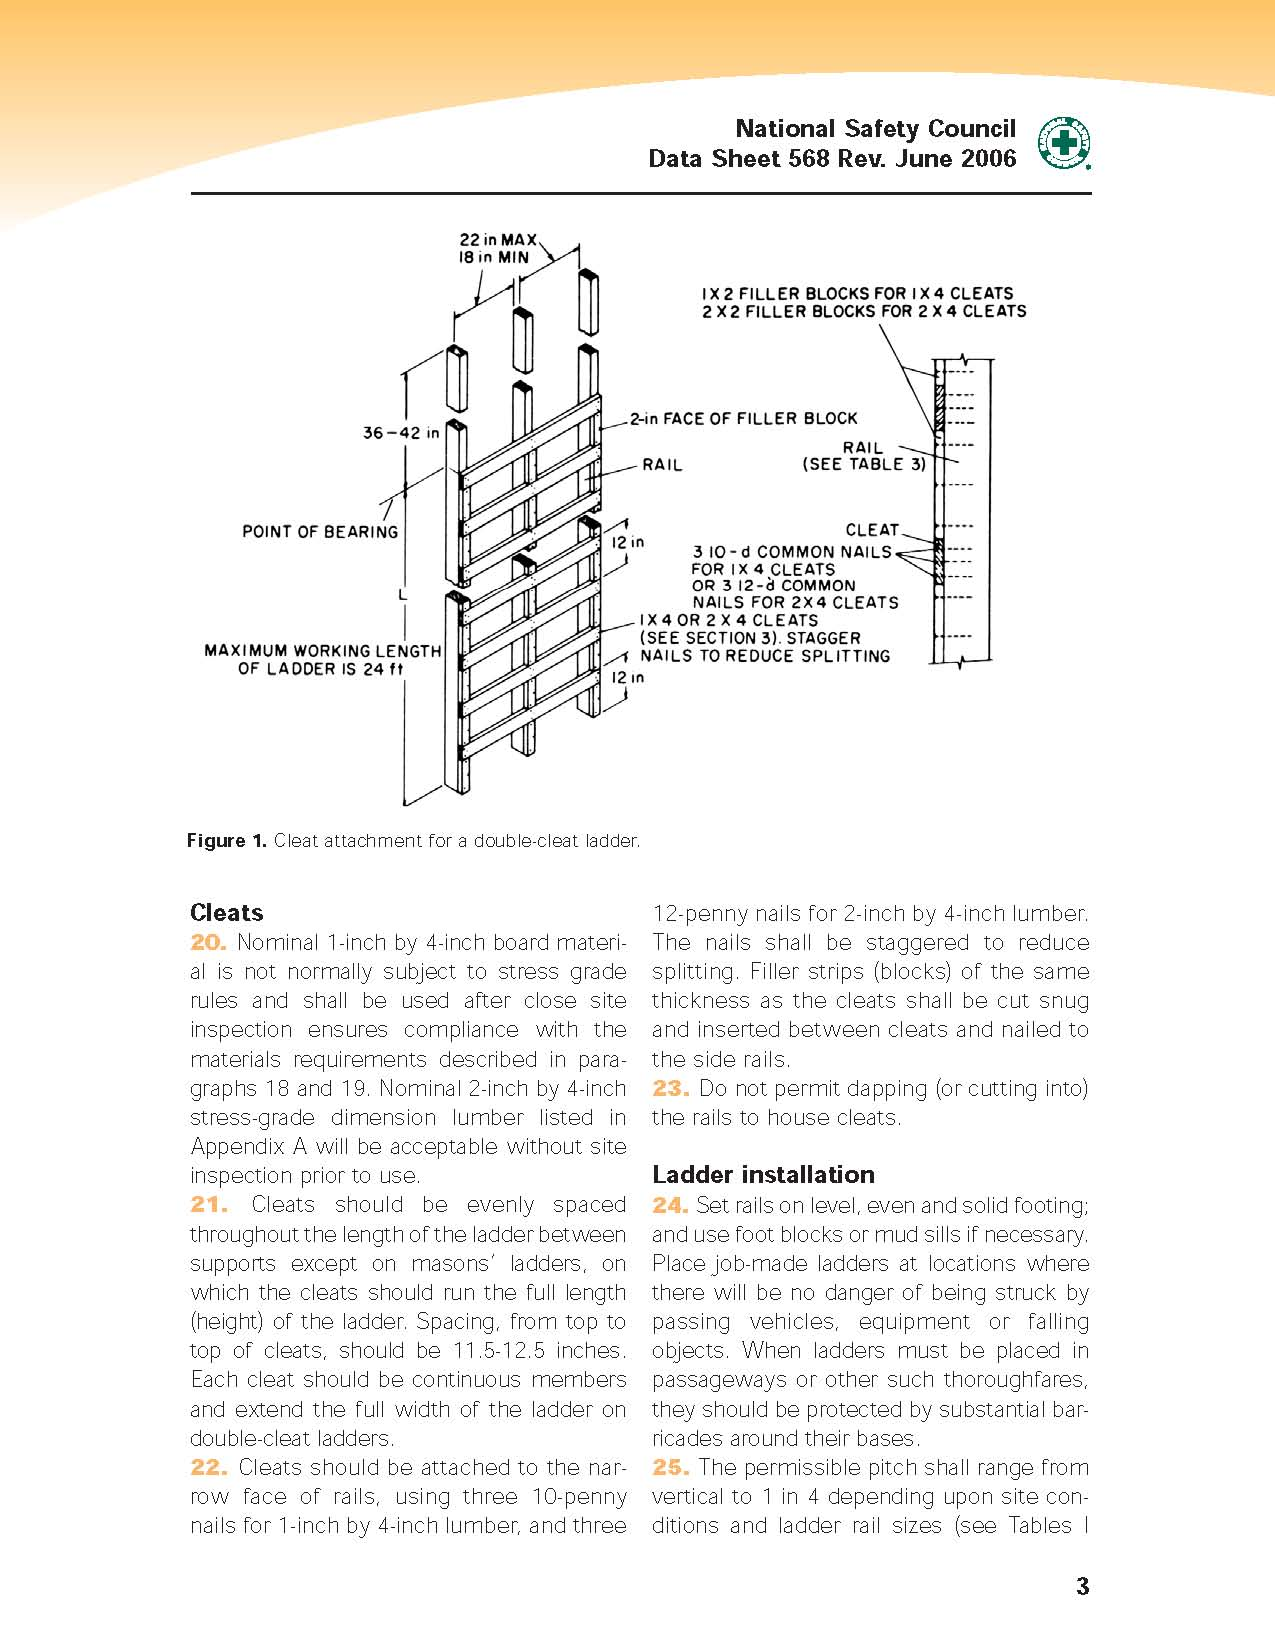 National Safety Council
Data Sheet 568 Rev. June 2006
22 in MAX
18 in MIN
1 X 2 FILLER BLOCKS FOR 1 X 4 CLEATS
2 X 2 FILLER BLOCKS FOR 2 X 4 CLEATS
36–42 in
2-in FACE OF FILLER BLOCK
RAIL
RAIL
(SEE TABLE 3)
POINT OF BEARING
12 in
CLEAT
3 10-d COMMON NAILS
FOR 1 X 4 CLEATS
OR 3 12-d COMMON
NAILS FOR 2X4 CLEATS
L
1 X 4 OR 2 X 4 CLEATS
(SEE SECTION 3). STAGGER
NAILS TO REDUCE SPLITTING
MAXIMUM WORKING LENGTH
OF LADDER IS 24 ft
12 in
Figure 1. Cleat attachment for a double-cleat ladder.
Cleats
20. Nominal 1-inch by 4-inch board materi-
al is not normally subject to stress grade
rules and shall be used after close site
inspection ensures compliance with the
materials requirements described in para-
graphs 18 and 19. Nominal 2-inch by 4-inch
stress-grade dimension lumber listed in
Appendix A will be acceptable without site
inspection prior to use.
21. Cleats should be evenly spaced
throughout the length of the ladder between
supports except on masons’ ladders, on
which the cleats should run the full length
(height) of the ladder. Spacing, from top to
top of cleats, should be 11.5-12.5 inches.
Each cleat should be continuous members
and extend the full width of the ladder on
double-cleat ladders.
22. Cleats should be attached to the nar-
row face of rails, using three 10-penny
nails for 1-inch by 4-inch lumber, and three
12-penny nails for 2-inch by 4-inch lumber.
The nails shall be staggered to reduce
splitting. Filler strips (blocks) of the same
thickness as the cleats shall be cut snug
and inserted between cleats and nailed to
the side rails.
23. Do not permit dapping (or cutting into)
the rails to house cleats.
Ladder installation
24. Set rails on level, even and solid footing;
and use foot blocks or mud sills if necessary.
Place job-made ladders at locations where
there will be no danger of being struck by
passing vehicles, equipment or falling
objects. When ladders must be placed in
passageways or other such thoroughfares,
they should be protected by substantial bar-
ricades around their bases.
25. The permissible pitch shall range from
vertical to 1 in 4 depending upon site con-
ditions and ladder rail sizes (see Tables I
3